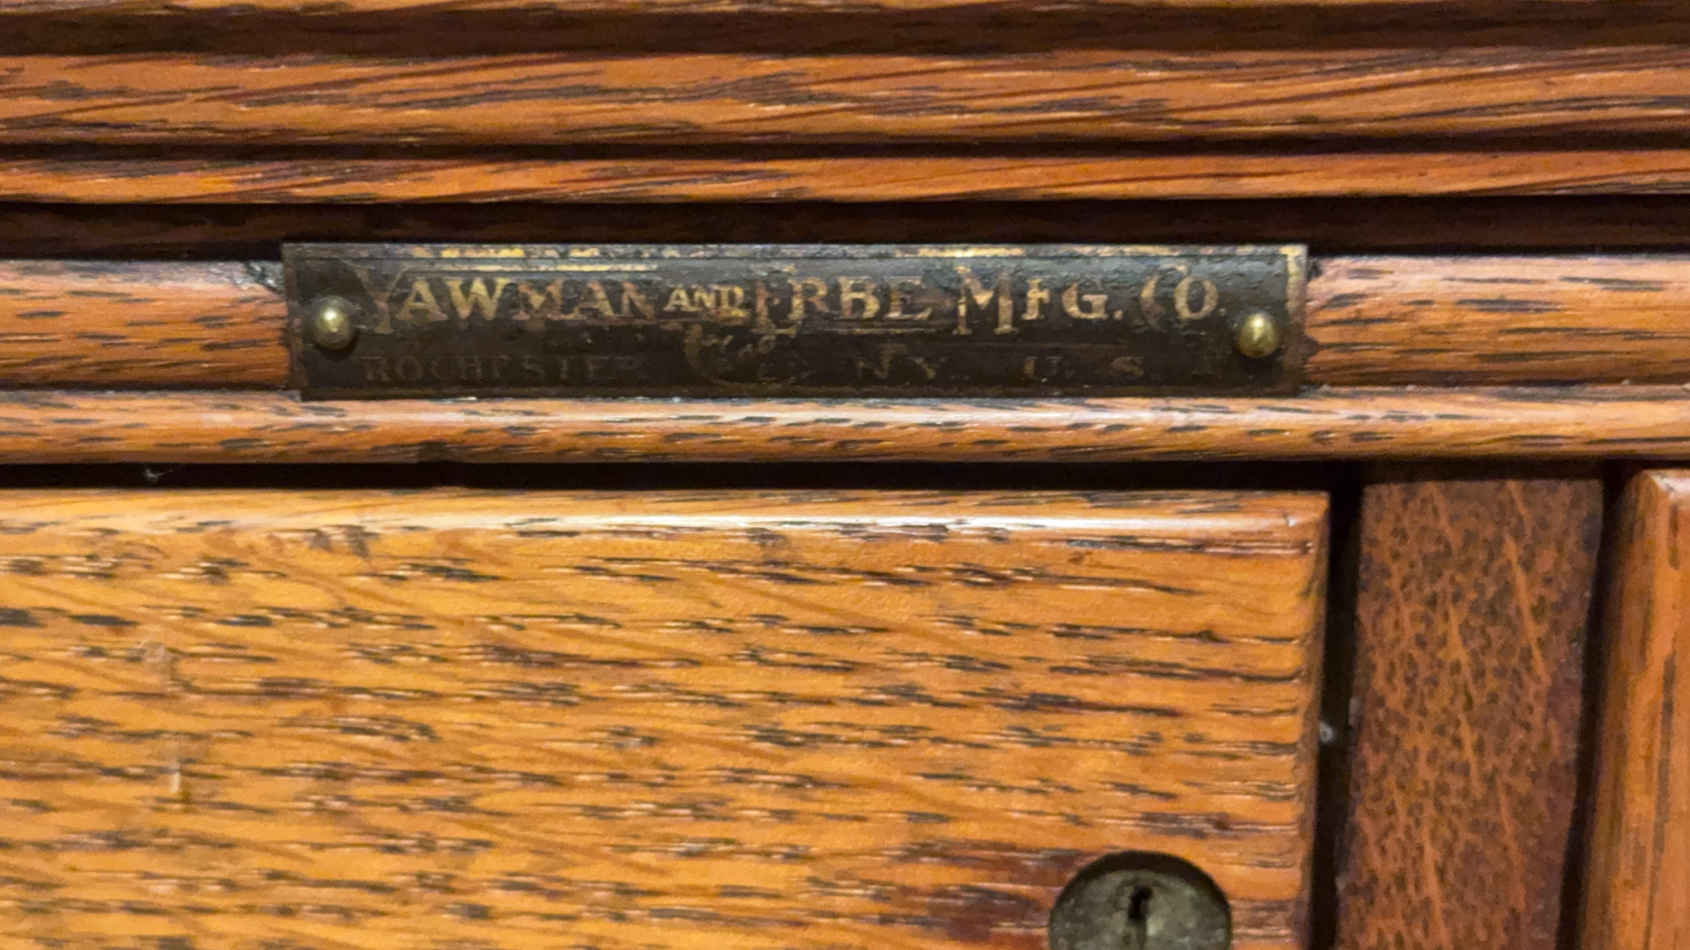 YAWMAN AND ERBE MFG. CO.
ROCHESTER N.Y. U.S.A.